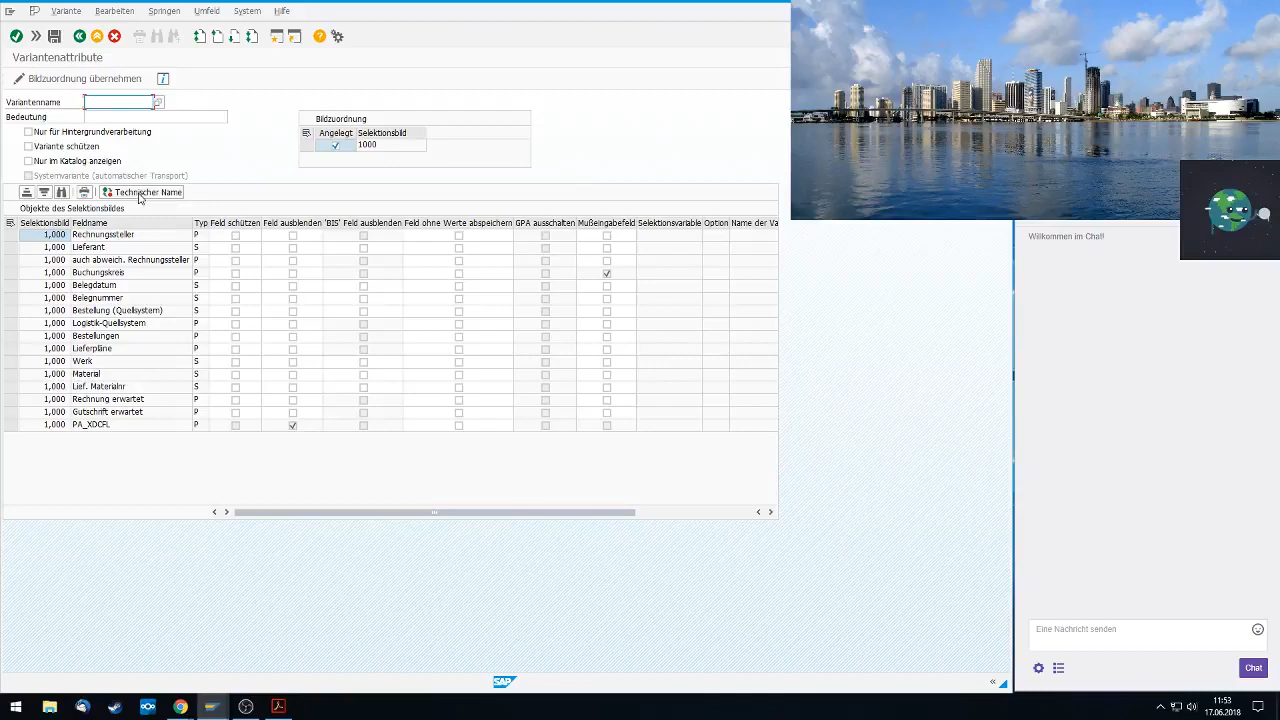 Variante Bearbeiten Springen Umfeld System Hilfe
Variantenattribute
Bildzuordnung übernehmen
Variantenname
Bedeutung
Nur für Hintergrundverarbeitung
Variante schützen
Nur im Katalog anzeigen
Systemvariante (automatischer Transport)
Bildzuordnung
Angelegt Selektionsbild
1000
Technischer Name
Objekte des Selektionsbildes
Selektionsbild Feldname Typ Feld schützen Feld ausblenden 'BIS' Feld ausblenden Feld ohne Werte abspeichern GPA ausschalten Mußeingabefeld Selektionsvariable Option Name der Va
1,000 Rechnungssteller P
1,000 Lieferant S
1,000 auch abweich. Rechnungssteller P
1,000 Buchungskreis P
1,000 Belegdatum S
1,000 Belegnummer S
1,000 Bestellung (Quellsystem) S
1,000 Logistik-Quellsystem P
1,000 Bestellungen P
1,000 Lieferpläne P
1,000 Werk S
1,000 Material S
1,000 Lief. Materialnr S
1,000 Rechnung erwartet P
1,000 Gutschrift erwartet P
1,000 PA_XDCFL P
SAP
Willkommen im Chat!
Eine Nachricht senden
Chat
11:53
17.06.2018